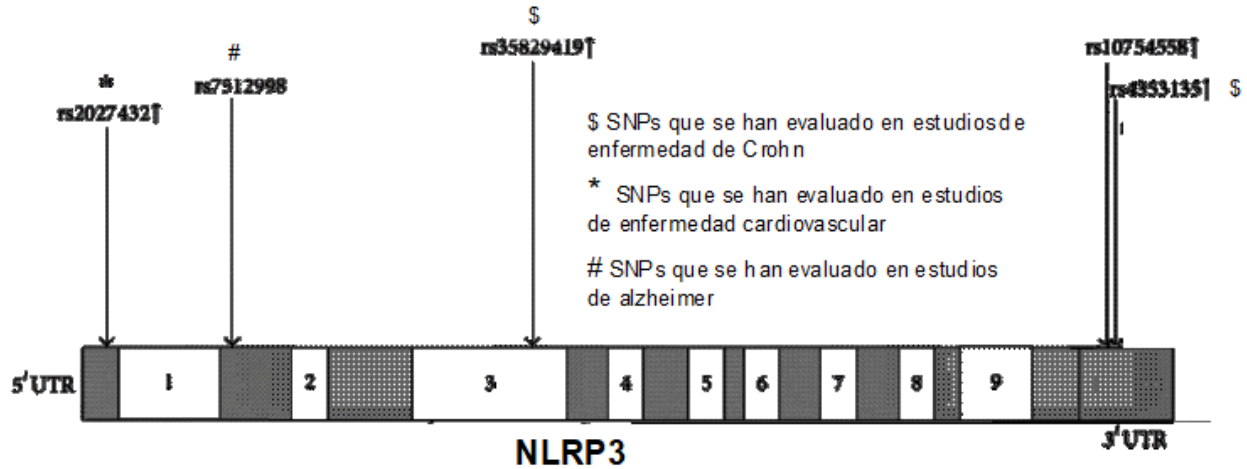 $
rs35829419↑
rs10754558↑
#
rs7512998
rs4353135↑ $
*
rs2027432↑
$ SNPs que se han evaluado en estudios de
enfermedad de Crohn
* SNPs que se han evaluado en estudios
de enfermedad cardiovascular
# SNPs que se han evaluado en estudios
de alzheimer
5'UTR 1 2 3 4 5 6 7 8 9
3'UTR
NLRP3